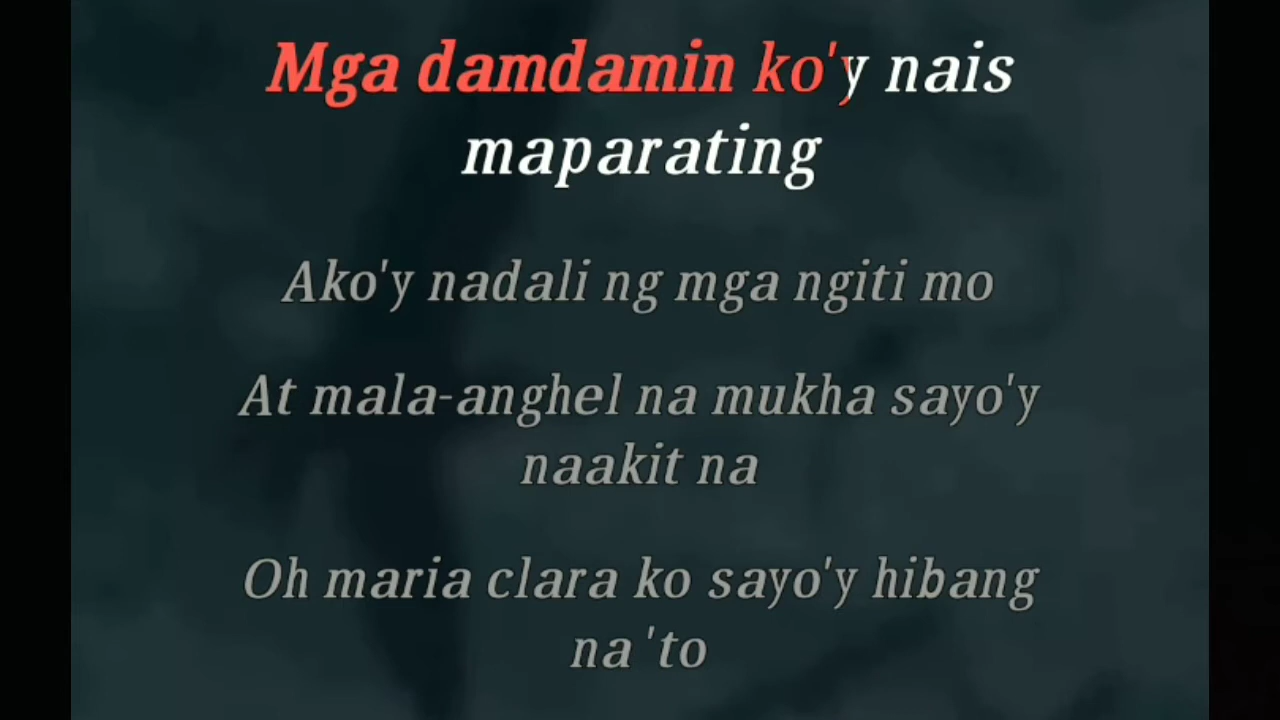 Mga damdamin ko'y nais
maparating
Ako'y nadali ng mga ngiti mo
At mala-anghel na mukha sayo'y
naakit na
Oh maria clara ko sayo'y hibang
na 'to